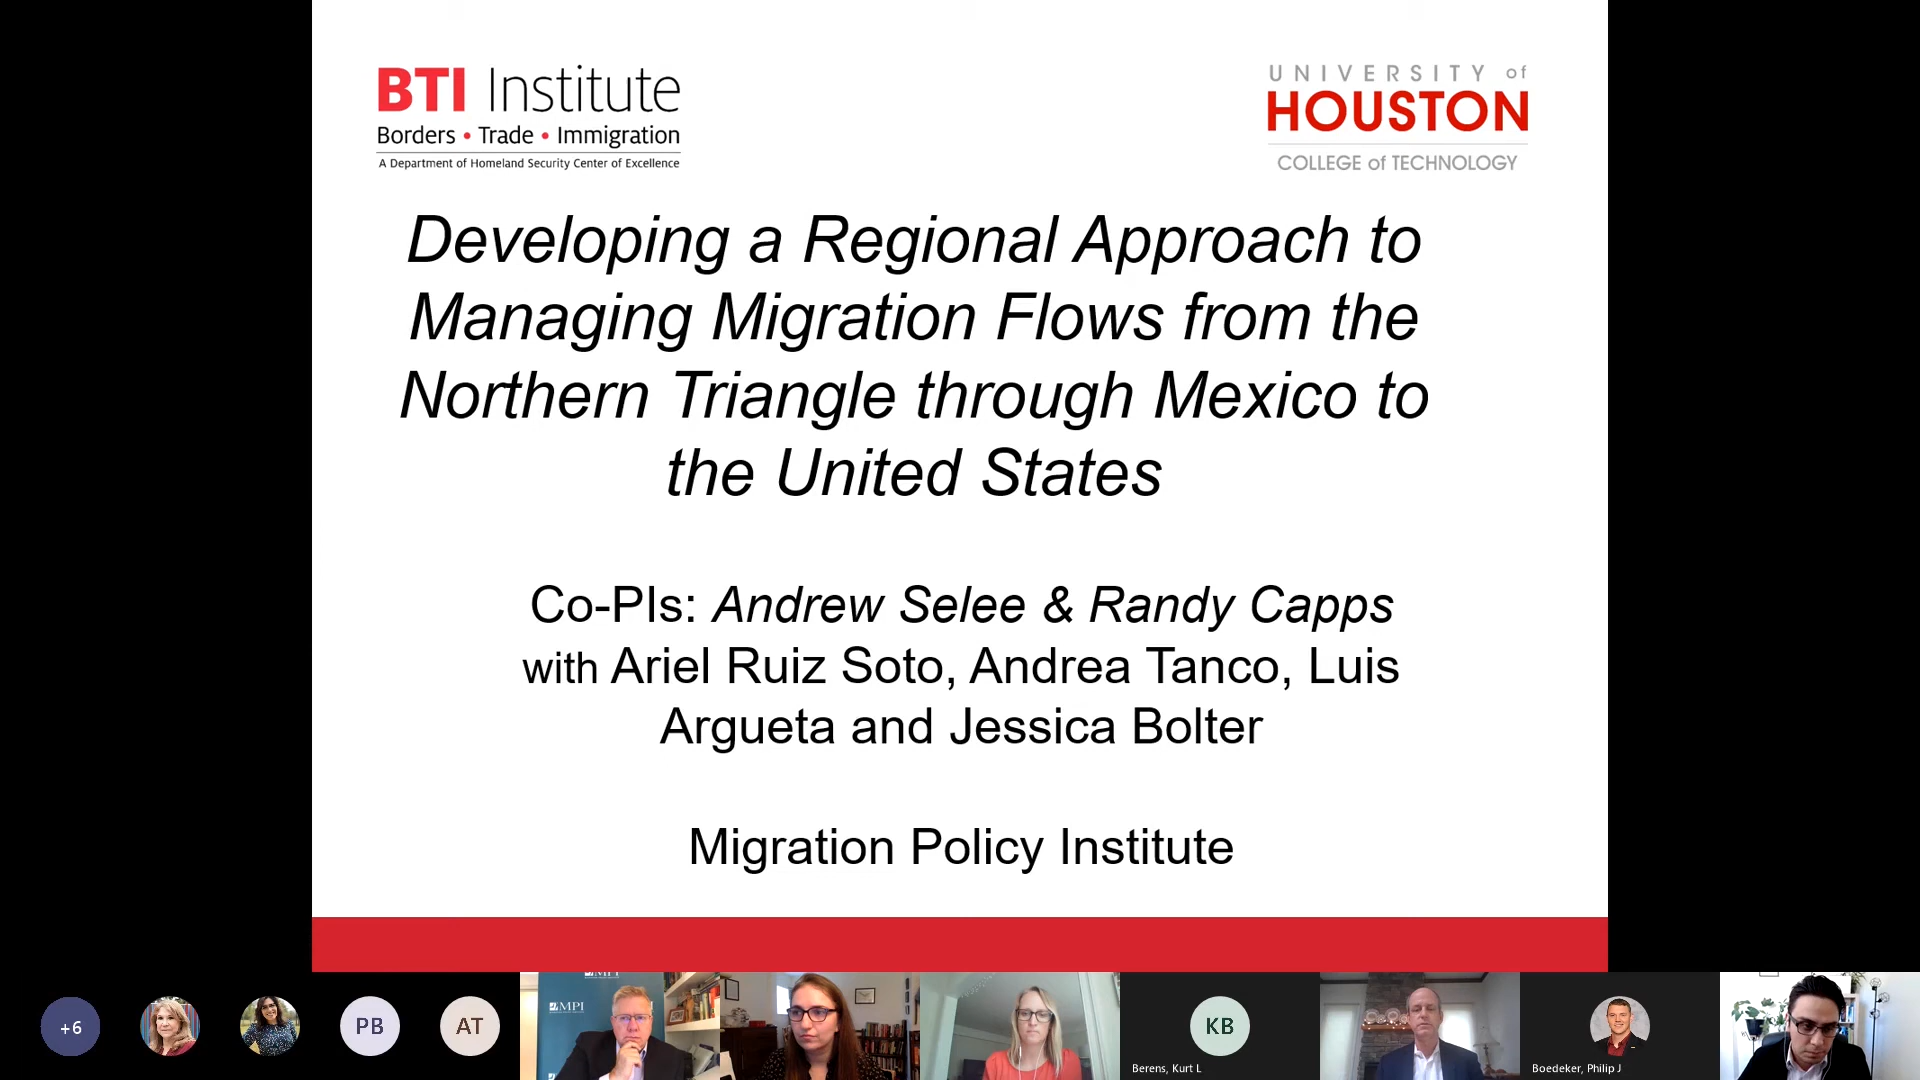 BTI Institute
Borders • Trade • Immigration
A Department of Homeland Security Center of Excellence
UNIVERSITY of
HOUSTON
COLLEGE of TECHNOLOGY
Developing a Regional Approach to
Managing Migration Flows from the
Northern Triangle through Mexico to
the United States
Co-PIs: Andrew Selee & Randy Capps
with Ariel Ruiz Soto, Andrea Tanco, Luis
Argueta and Jessica Bolter
Migration Policy Institute
+6
PB
AT
MPI
MPI
KB
Berens, Kurt L
Boedeker, Philip J